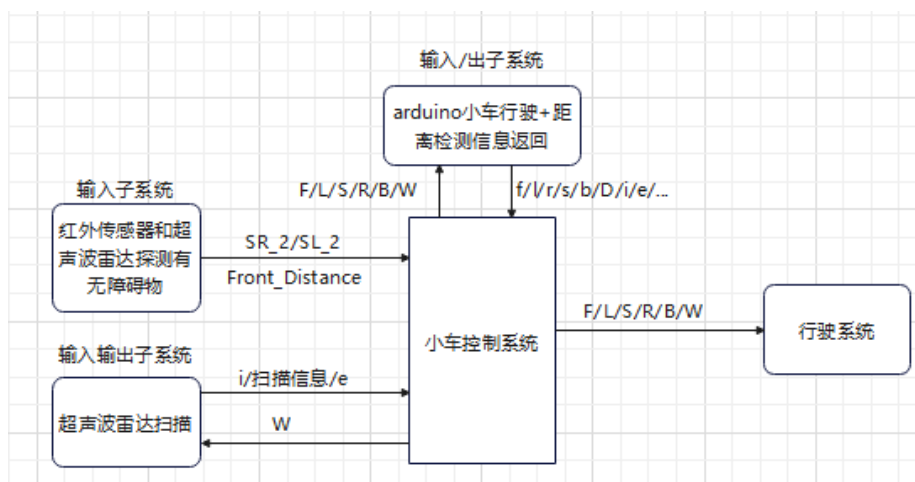 输入/出子系统
arduino小车行驶+距
离检测信息返回
F/L/S/R/B/W
f/l/r/s/b/D/i/e/...
输入子系统
红外传感器和超
声波雷达探测有
无障碍物
SR_2/SL_2
Front_Distance
小车控制系统
F/L/S/R/B/W
行驶系统
输入输出子系统
超声波雷达扫描
i/扫描信息/e
W